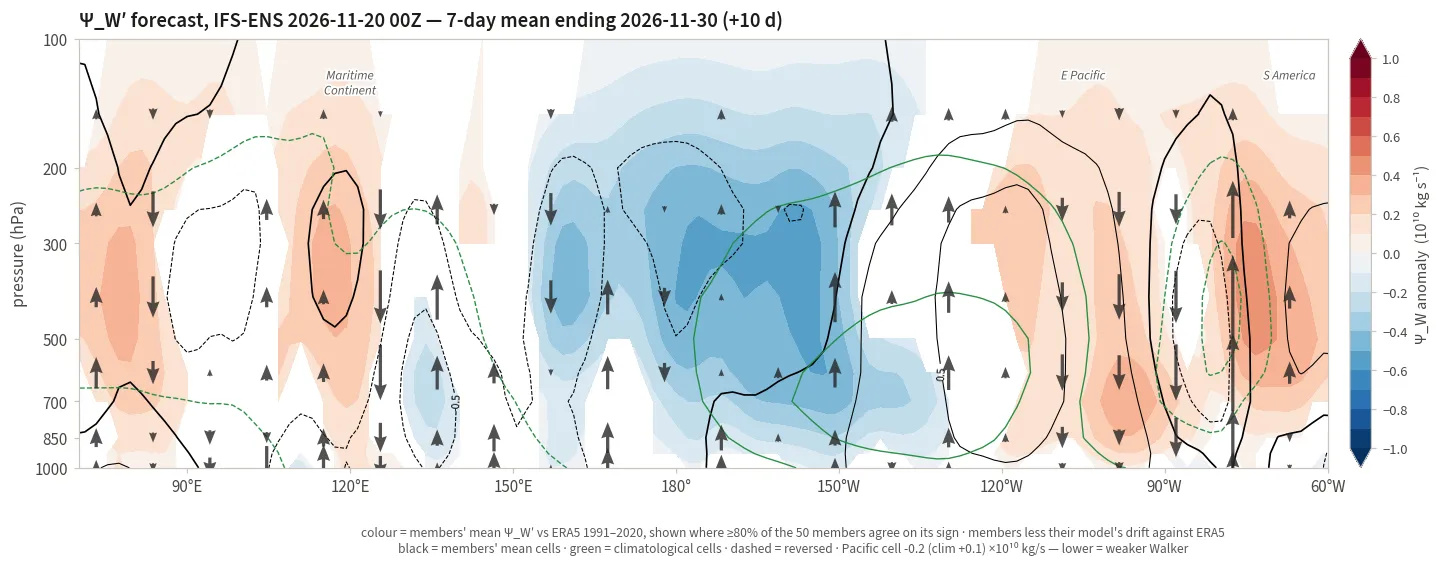 Ψ_W′ forecast, IFS-ENS 2026-11-20 00Z — 7-day mean ending 2026-11-30 (+10 d)
100
200
300
500
700
850
1000
pressure (hPa)
Maritime
Continent
E Pacific
S America
0.5
0.5
90°E
120°E
150°E
180°
150°W
120°W
90°W
60°W
1.0
0.8
0.6
0.4
0.2
0.0
−0.2
−0.4
−0.6
−0.8
−1.0
Ψ_W anomaly (10¹⁰ kg s⁻¹)
colour = members' mean Ψ_W′ vs ERA5 1991–2020, shown where ≥80% of the 50 members agree on its sign · members less their model's drift against ERA5
black = members' mean cells · green = climatological cells · dashed = reversed · Pacific cell -0.2 (clim +0.1) ×10¹⁰ kg/s — lower = weaker Walker